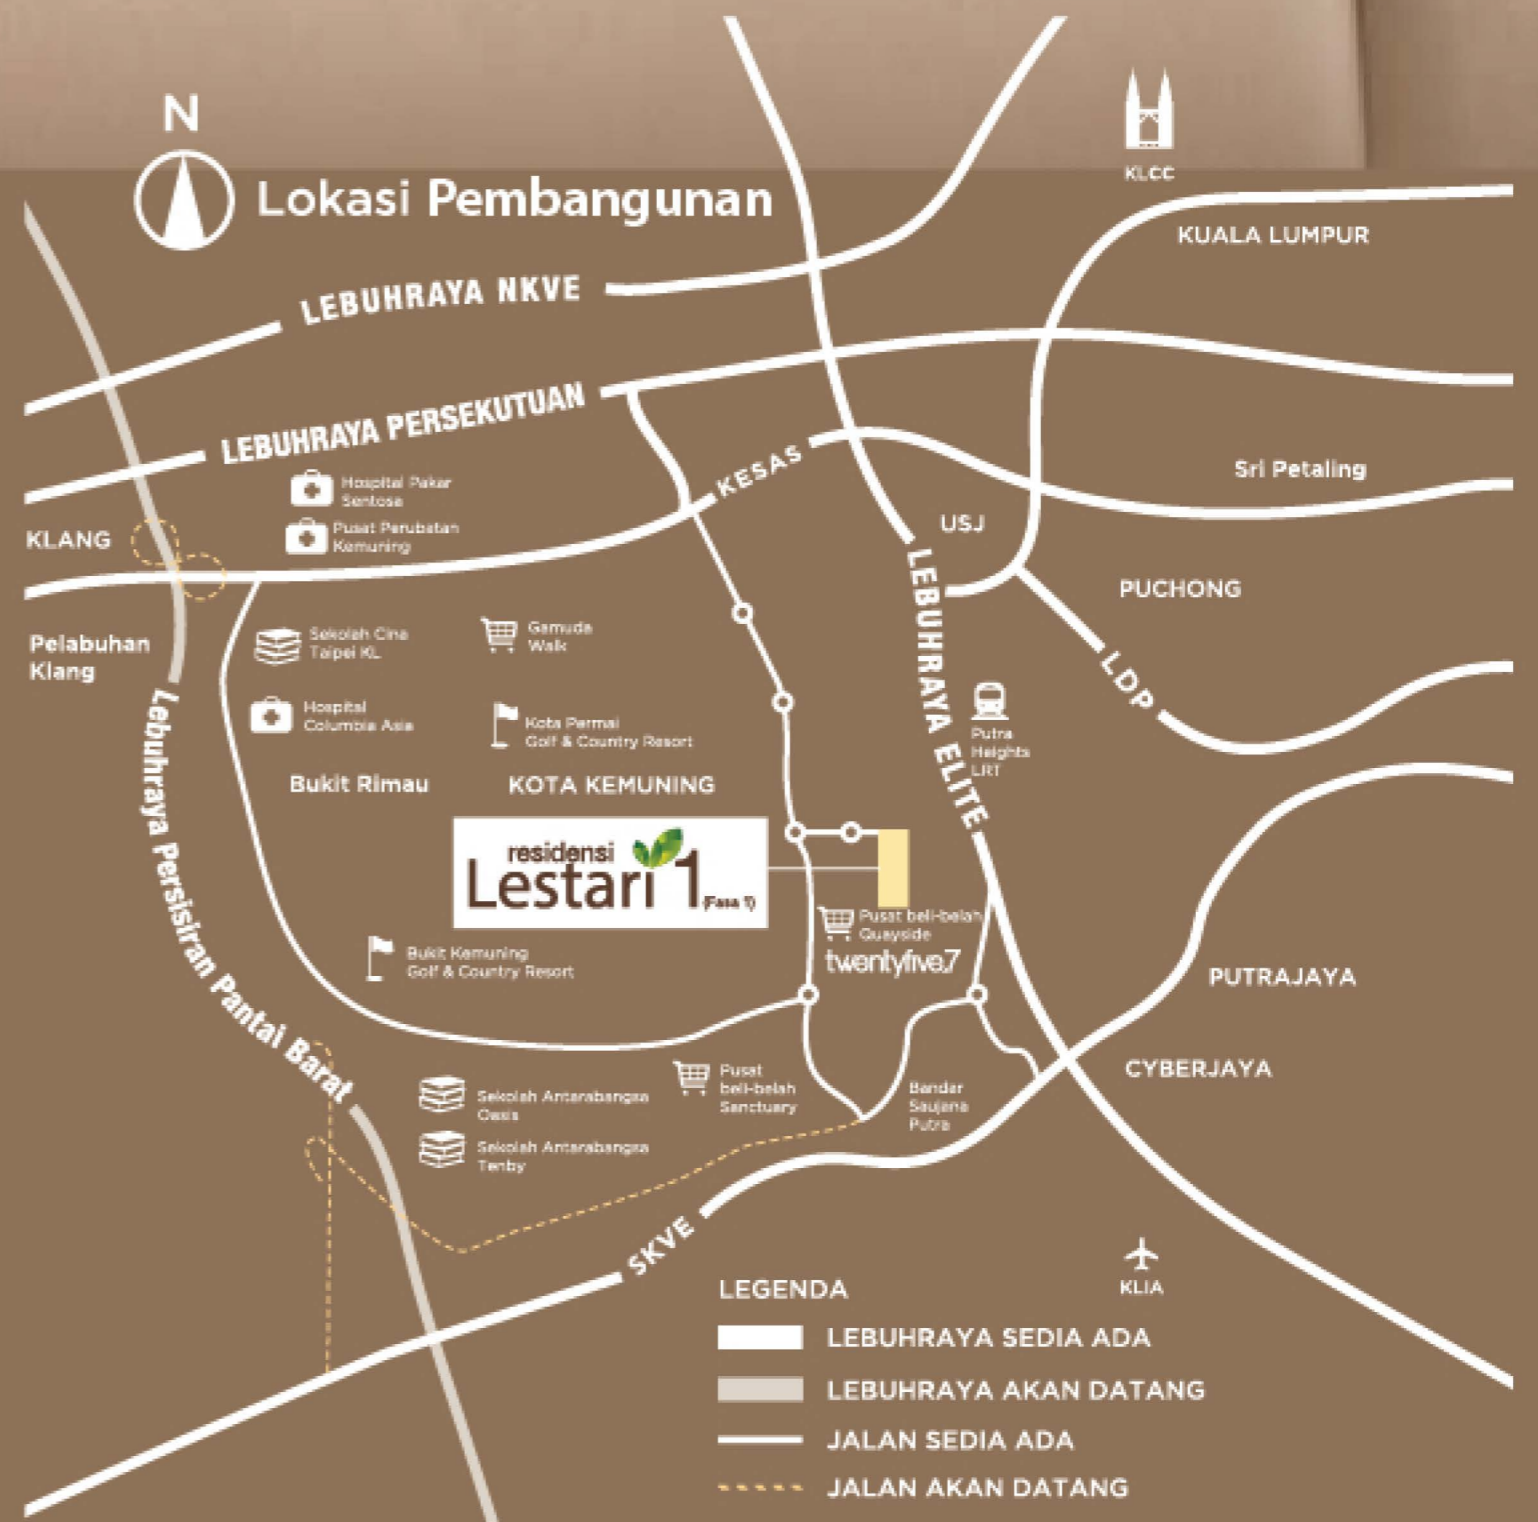 N
Lokasi Pembangunan
KLCC
KUALA LUMPUR
LEBUHRAYA NKVE
LEBUHRAYA PERSEKUTUAN
KESAS
Sri Petaling
Hospital Pakar
Sentosa
Pusat Perubatan
Kemuning
KLANG
USJ
PUCHONG
Pelabuhan
Klang
Sekolah Cina
Taipei KL
Gamuda
Walk
LEBUHRAYA ELITE
LDP
Hospital
Columbia Asia
Kota Permai
Golf & Country Resort
Putra
Heights
LRT
Bukit Rimau
KOTA KEMUNING
Lebuhraya Persisiran Pantai Barat
residensi
Lestari 1
(Fasa 1)
Pusat beli-belah
Quayside
twentyfive.7
Bukit Kemuning
Golf & Country Resort
PUTRAJAYA
CYBERJAYA
Pusat
beli-belah
Sanctuary
Bandar
Saujana
Putra
Sekolah Antarabangsa
Oasis
Sekolah Antarabangsa
Tenby
SKVE
KLIA
LEGENDA
LEBUHRAYA SEDIA ADA
LEBUHRAYA AKAN DATANG
JALAN SEDIA ADA
JALAN AKAN DATANG